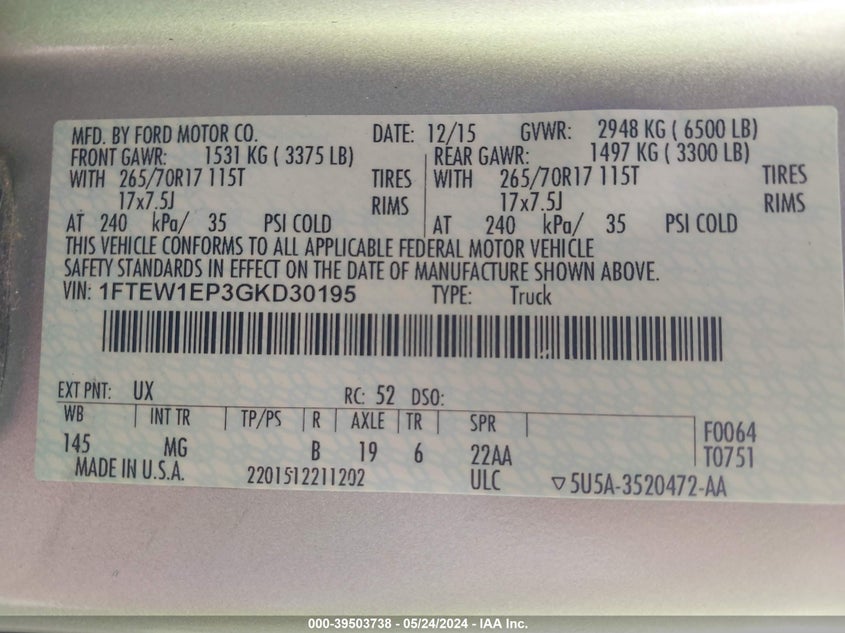 MFD. BY FORD MOTOR CO. DATE: 12/15 GVWR: 2948 KG ( 6500 LB)
FRONT GAWR: 1531 KG ( 3375 LB) REAR GAWR: 1497 KG ( 3300 LB)
WITH 265/70R17 115T TIRES WITH 265/70R17 115T TIRES
17x7.5J RIMS 17x7.5J RIMS
AT 240 kPa/ 35 PSI COLD AT 240 kPa/ 35 PSI COLD
THIS VEHICLE CONFORMS TO ALL APPLICABLE FEDERAL MOTOR VEHICLE
SAFETY STANDARDS IN EFFECT ON THE DATE OF MANUFACTURE SHOWN ABOVE.
VIN: 1FTEW1EP3GKD30195 TYPE: Truck
EXT PNT: UX RC: 52 DSO:
WB INT TR TP/PS R AXLE TR SPR F0064
145 MG B 19 6 22AA T0751
MADE IN U.S.A. 2201512211202 ULC ▽5U5A-3520472-AA
000-39503738 - 05/24/2024 - IAA Inc.